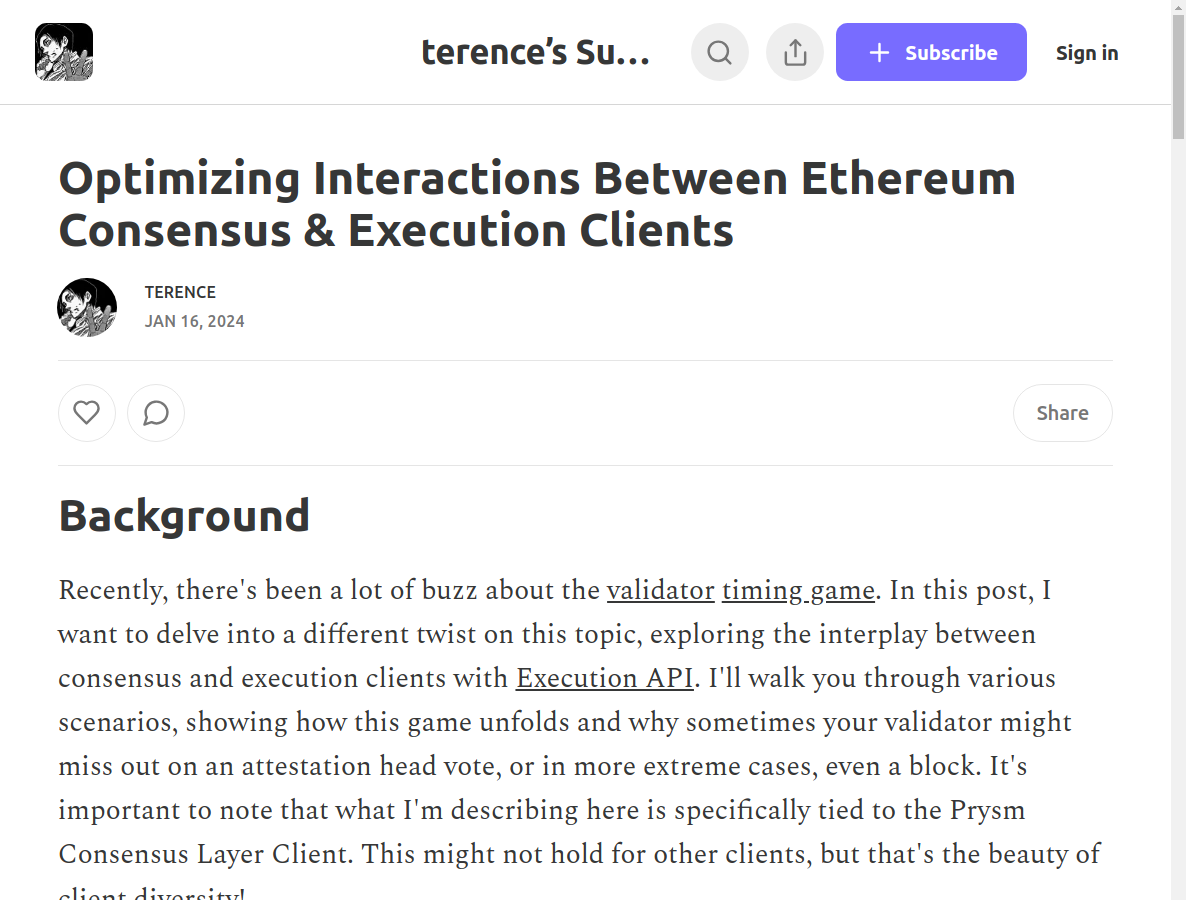 terence’s Su...
Subscribe
Sign in
Optimizing Interactions Between Ethereum
Consensus & Execution Clients
TERENCE
JAN 16, 2024
Share
Background
Recently, there's been a lot of buzz about the validator timing game. In this post, I
want to delve into a different twist on this topic, exploring the interplay between
consensus and execution clients with Execution API. I'll walk you through various
scenarios, showing how this game unfolds and why sometimes your validator might
miss out on an attestation head vote, or in more extreme cases, even a block. It's
important to note that what I'm describing here is specifically tied to the Prysm
Consensus Layer Client. This might not hold for other clients, but that's the beauty of
client diversity!